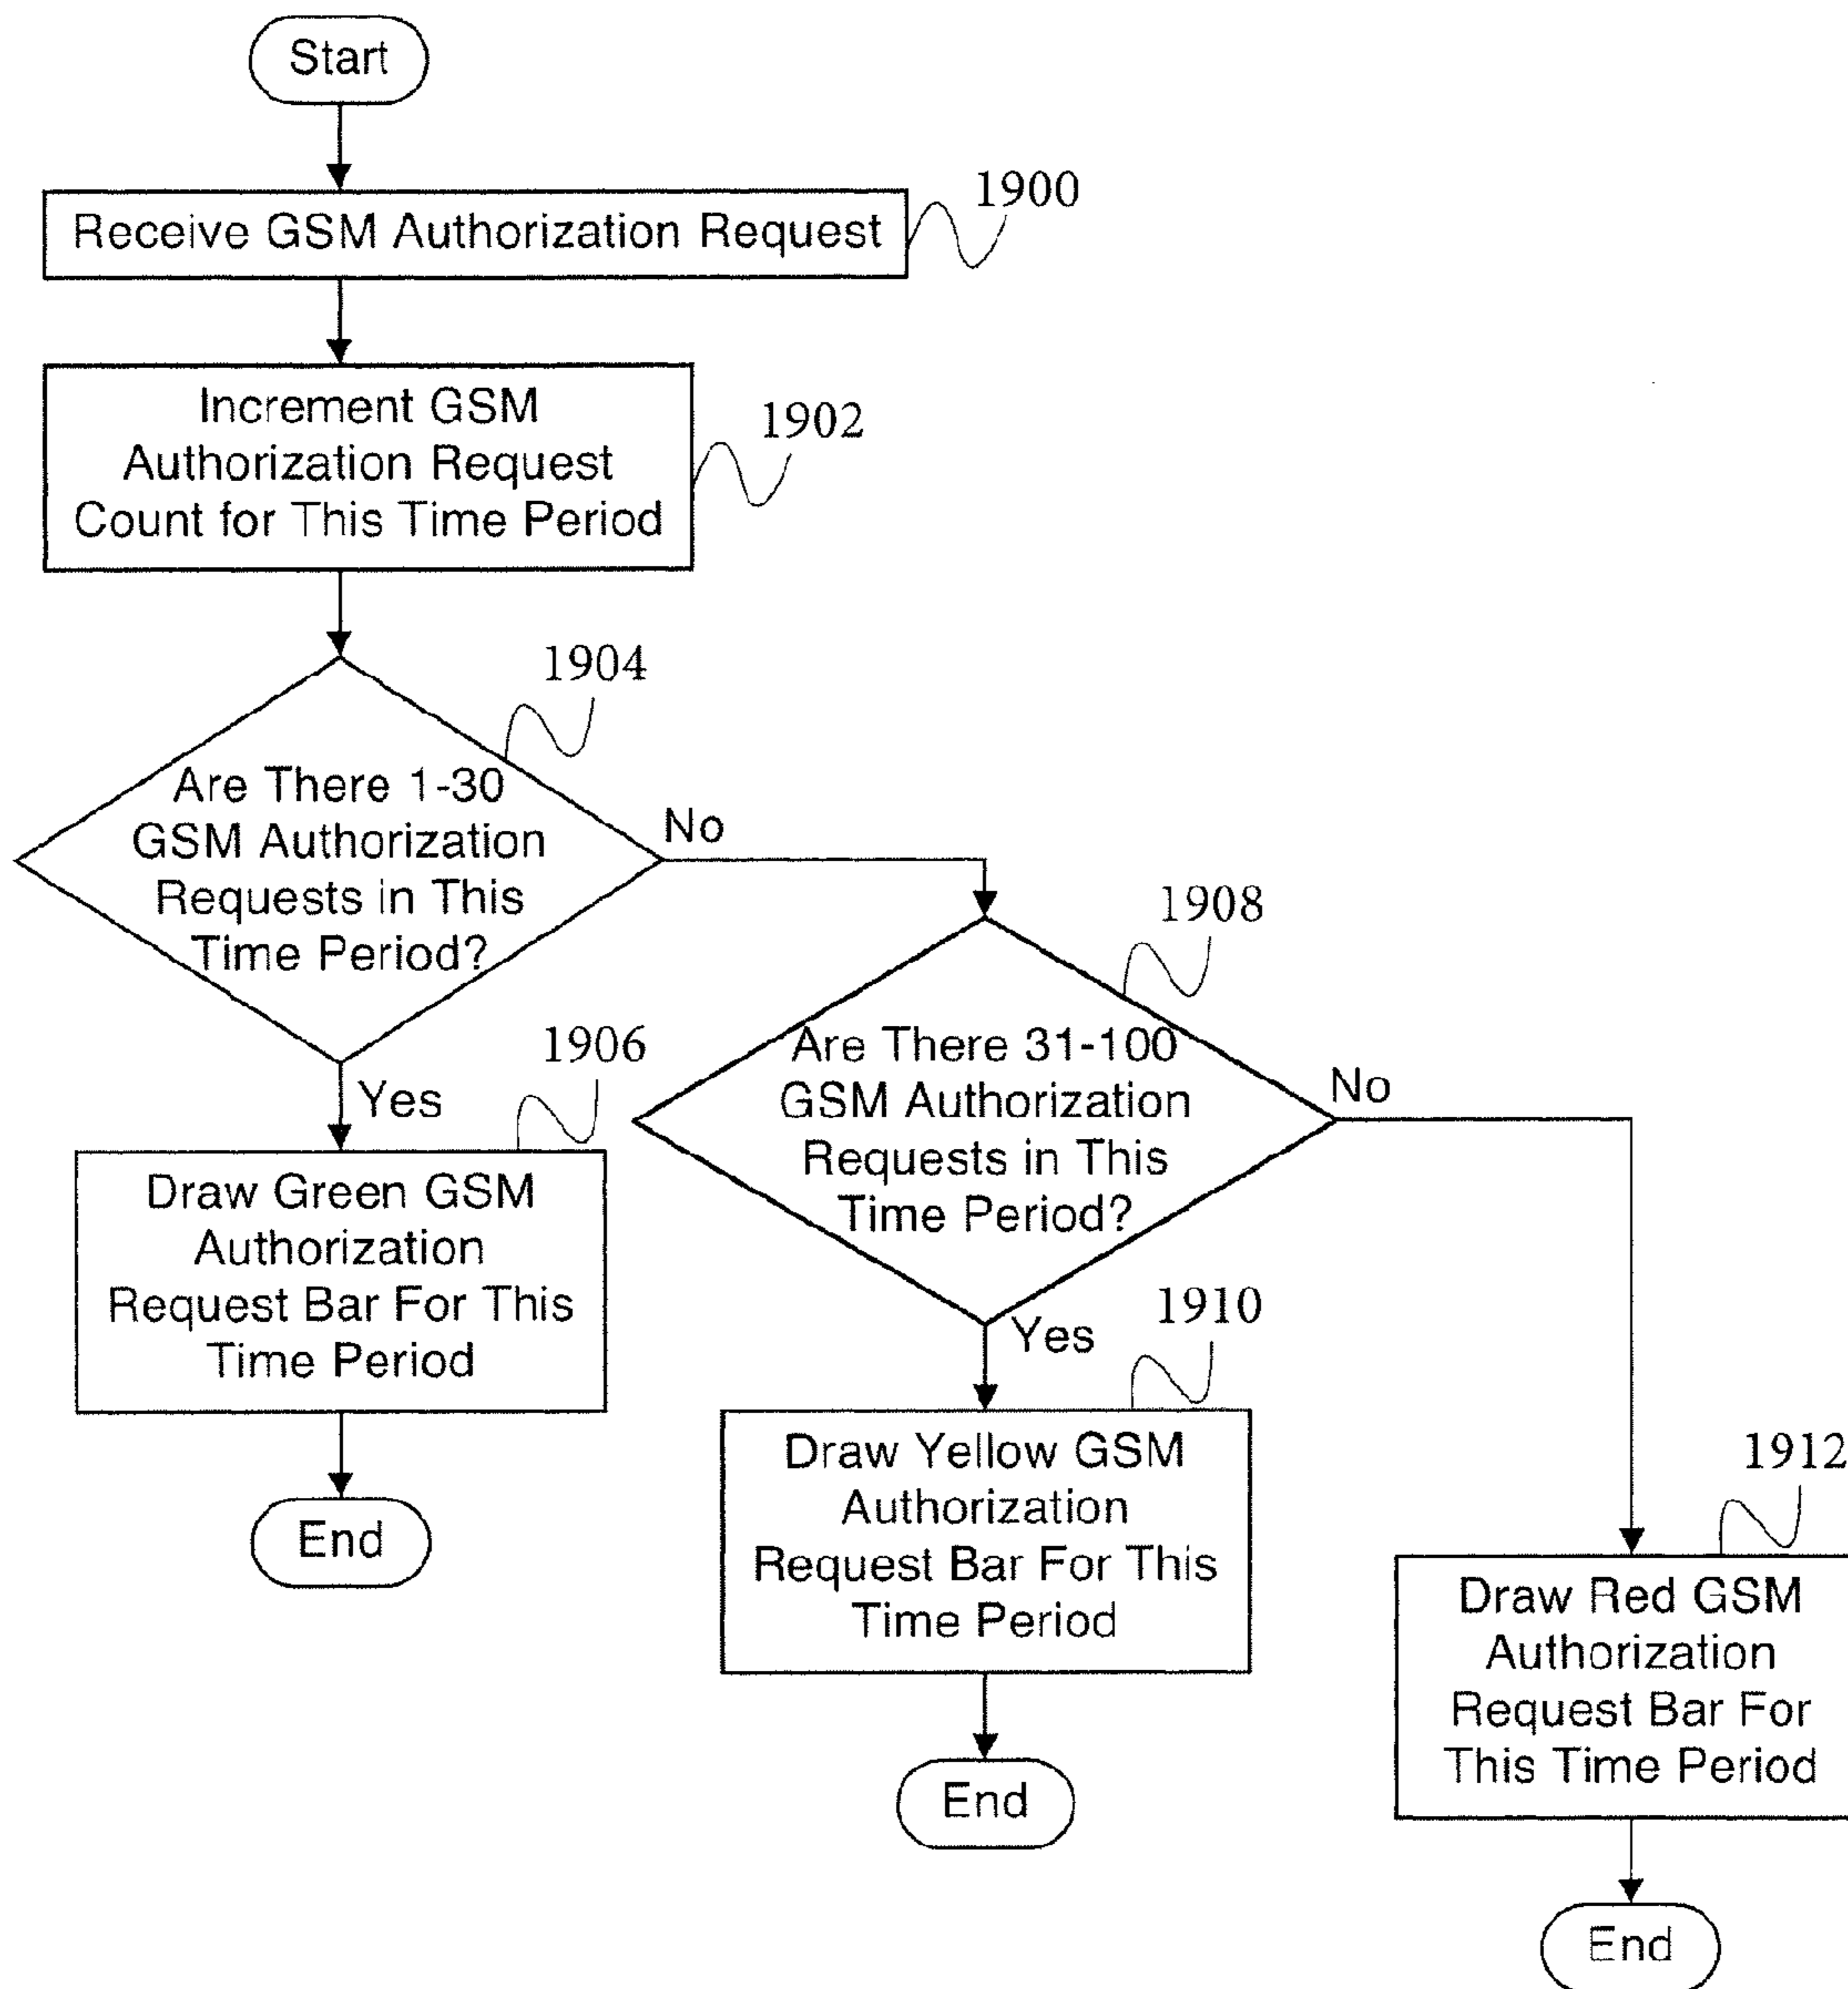 Start
Receive GSM Authorization Request
1900
Increment GSM
Authorization Request
Count for This Time Period
1902
1904
Are There 1-30
GSM Authorization
Requests in This
Time Period?
No
Yes
1906
Draw Green GSM
Authorization
Request Bar For This
Time Period
End
1908
Are There 31-100
GSM Authorization
Requests in This
Time Period?
No
Yes
1910
Draw Yellow GSM
Authorization
Request Bar For This
Time Period
End
1912
Draw Red GSM
Authorization
Request Bar For
This Time Period
End